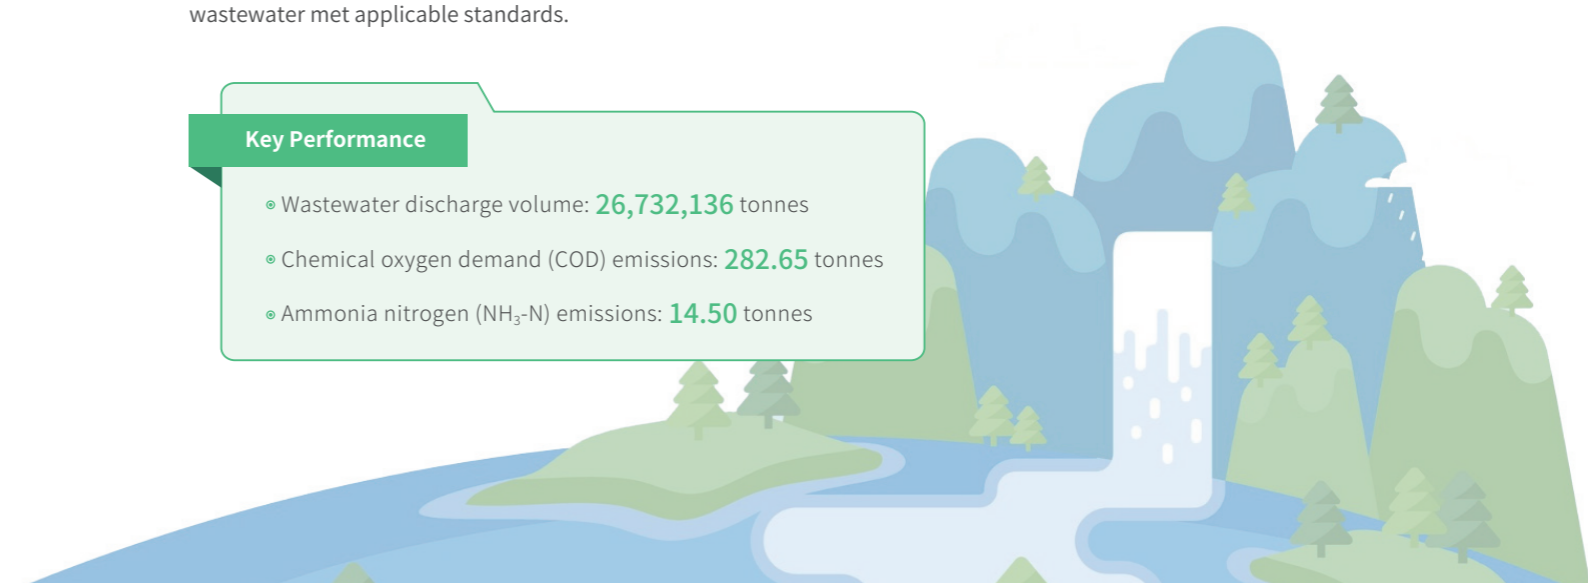 wastewater met applicable standards.
Key Performance
Wastewater discharge volume: 26,732,136 tonnes
Chemical oxygen demand (COD) emissions: 282.65 tonnes
Ammonia nitrogen (NH₃-N) emissions: 14.50 tonnes